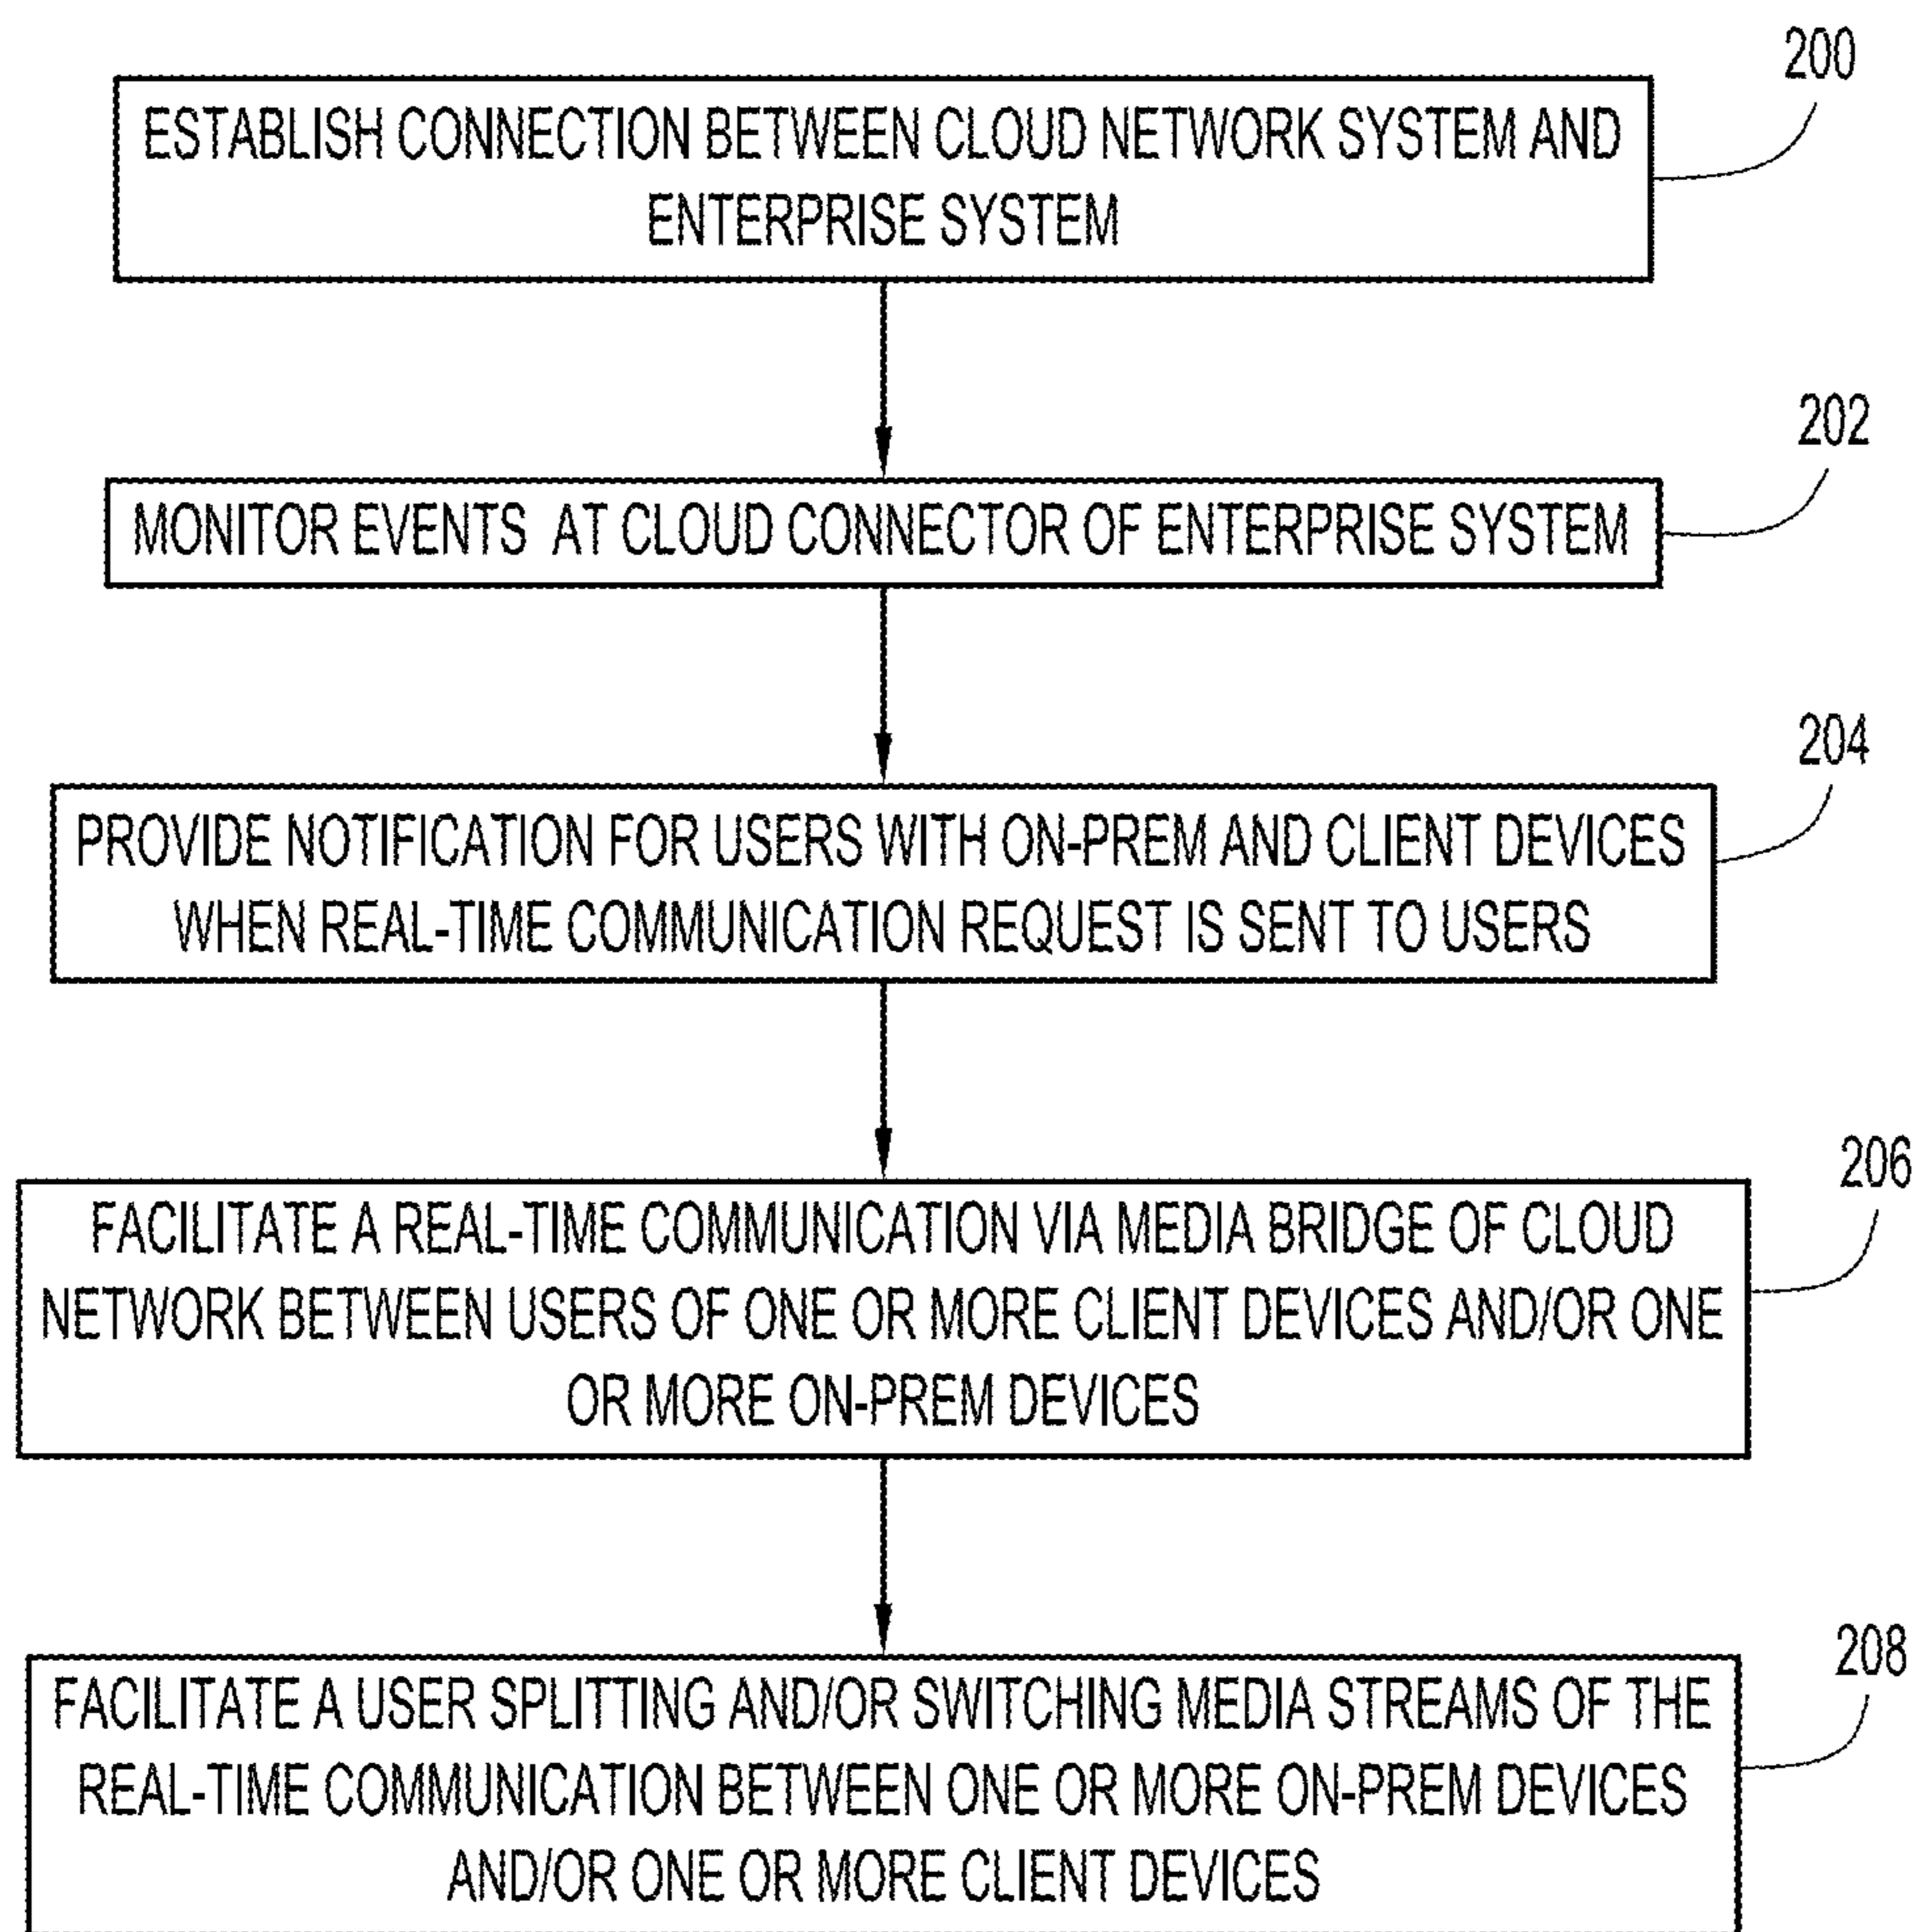 200
ESTABLISH CONNECTION BETWEEN CLOUD NETWORK SYSTEM AND
ENTERPRISE SYSTEM
202
MONITOR EVENTS AT CLOUD CONNECTOR OF ENTERPRISE SYSTEM
204
PROVIDE NOTIFICATION FOR USERS WITH ON-PREM AND CLIENT DEVICES
WHEN REAL-TIME COMMUNICATION REQUEST IS SENT TO USERS
206
FACILITATE A REAL-TIME COMMUNICATION VIA MEDIA BRIDGE OF CLOUD
NETWORK BETWEEN USERS OF ONE OR MORE CLIENT DEVICES AND/OR ONE
OR MORE ON-PREM DEVICES
208
FACILITATE A USER SPLITTING AND/OR SWITCHING MEDIA STREAMS OF THE
REAL-TIME COMMUNICATION BETWEEN ONE OR MORE ON-PREM DEVICES
AND/OR ONE OR MORE CLIENT DEVICES